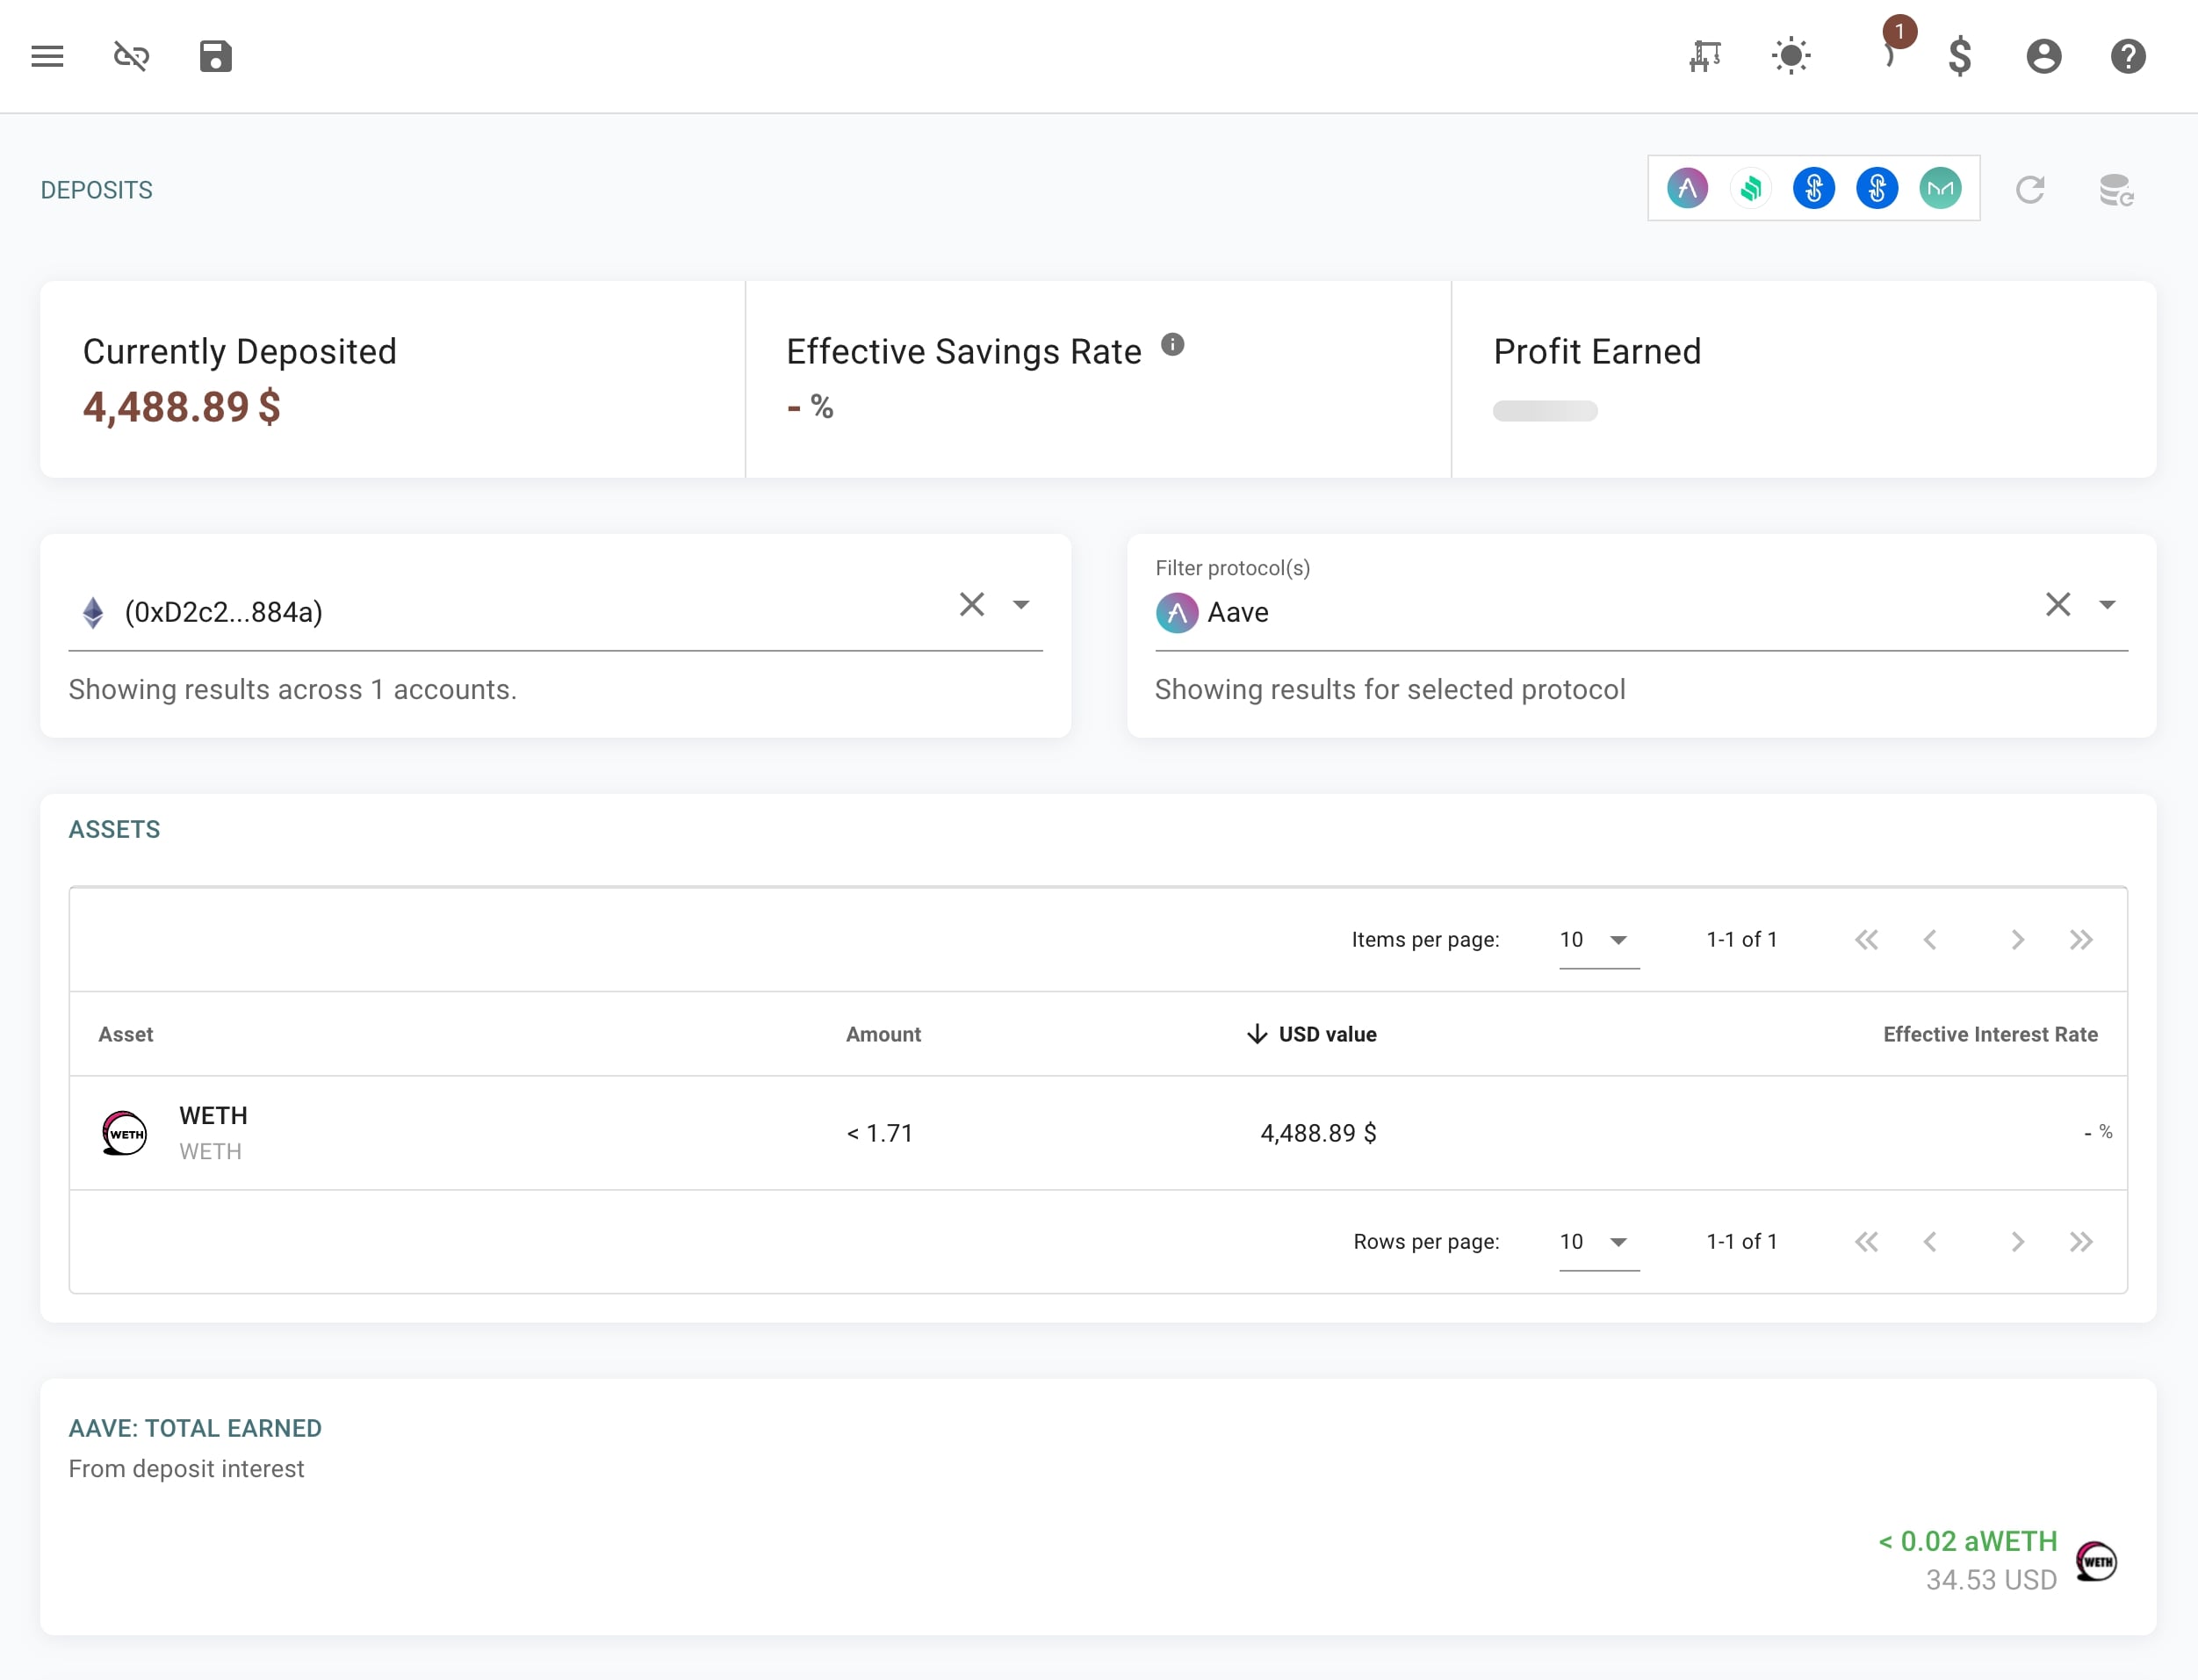 1
DEPOSITS
Currently Deposited
4,488.89 $
Effective Savings Rate
- %
Profit Earned
(0xD2c2...884a)
Showing results across 1 accounts.
Filter protocol(s)
Aave
Showing results for selected protocol
ASSETS
Items per page: 10 1-1 of 1
Asset Amount USD value Effective Interest Rate
WETH
WETH
WETH
< 1.71 4,488.89 $ - %
Rows per page: 10 1-1 of 1
AAVE: TOTAL EARNED
From deposit interest
< 0.02 aWETH
34.53 USD
WETH